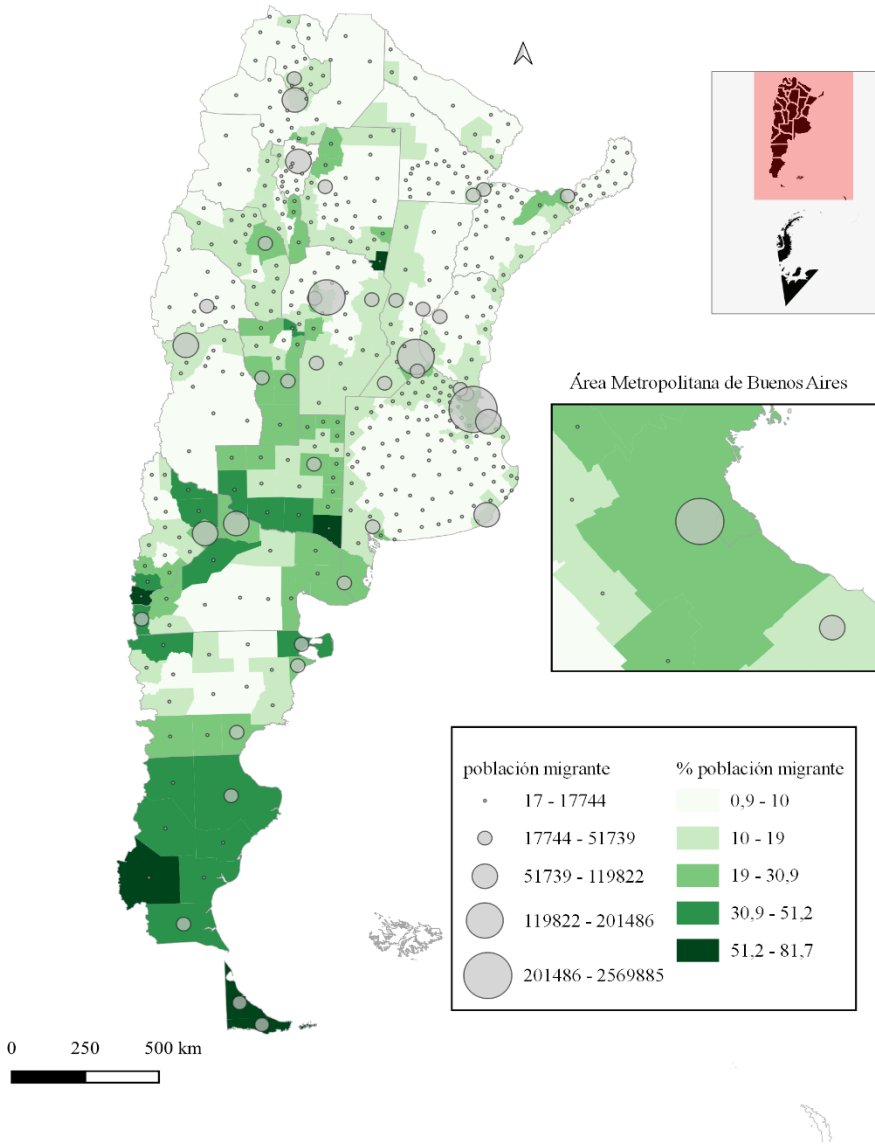 Área Metropolitana de Buenos Aires
población migrante
17 - 17744
17744 - 51739
51739 - 119822
119822 - 201486
201486 - 2569885
% población migrante
0,9 - 10
10 - 19
19 - 30,9
30,9 - 51,2
51,2 - 81,7
0 250 500 km